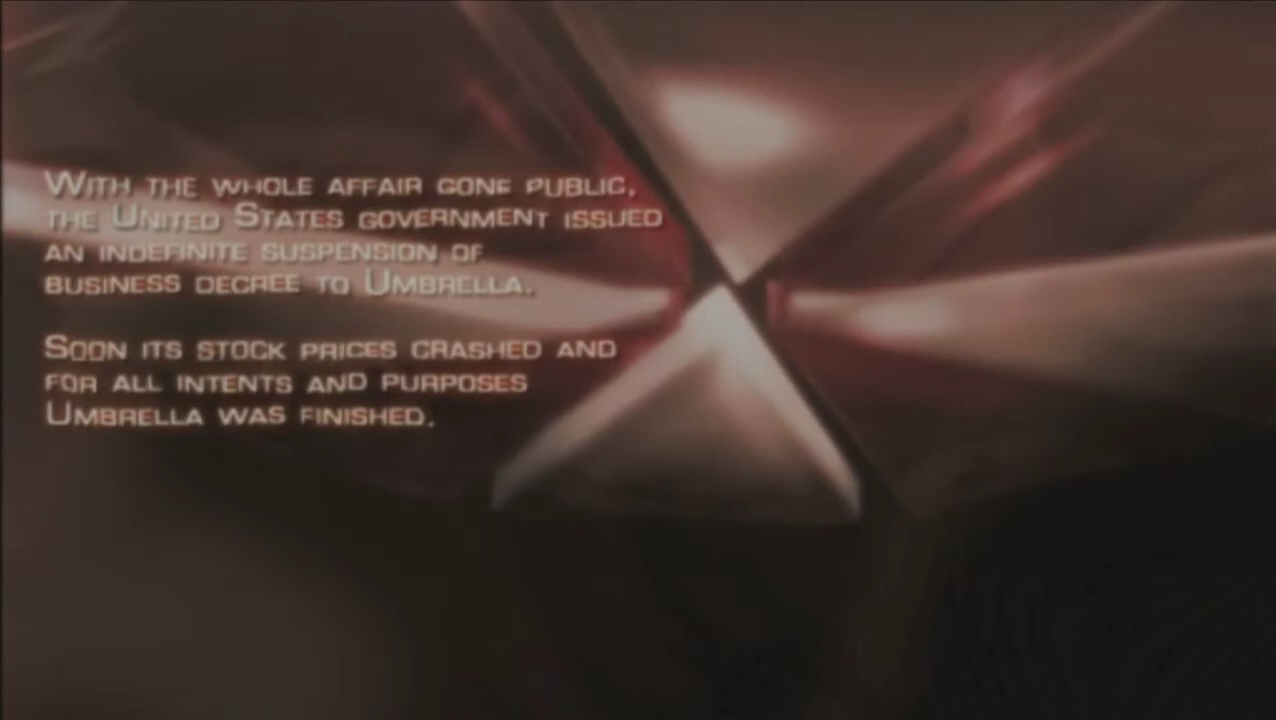 With the whole affair gone public,
the United States government issued
an indefinite suspension of
business decree to Umbrella.
Soon its stock prices crashed and
for all intents and purposes
Umbrella was finished.